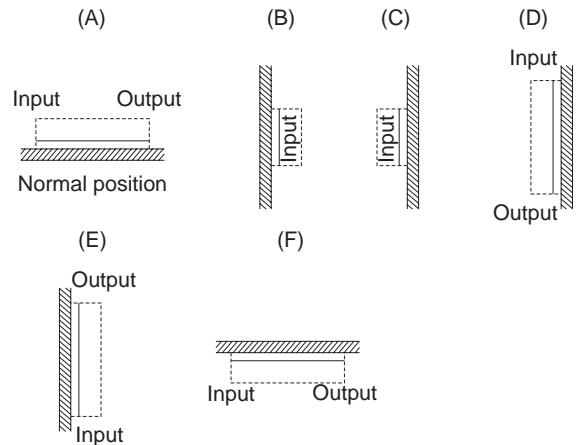 (A)
(B)
(C)
(D)
Input
Output
Normal position
Input
Input
Input
Output
(E)
(F)
Output
Input
Input
Output